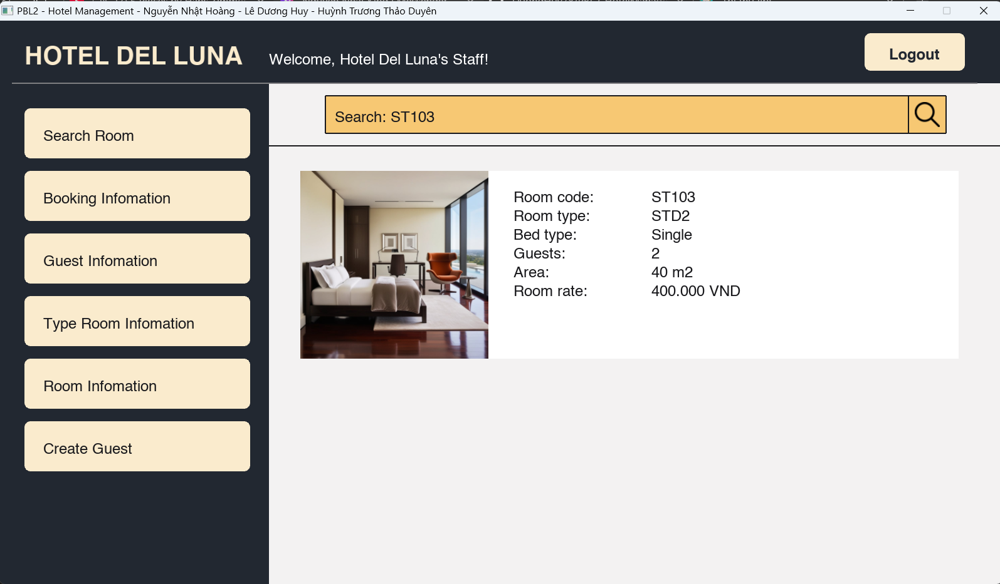 PBL2 - Hotel Management - Nguyễn Nhật Hoàng - Lê Dương Huy - Huỳnh Trương Thảo Duyên
HOTEL DEL LUNA
Welcome, Hotel Del Luna's Staff!
Logout
Search: ST103
Search Room
Booking Infomation
Guest Infomation
Type Room Infomation
Room Infomation
Create Guest
Room code: ST103
Room type: STD2
Bed type: Single
Guests: 2
Area: 40 m2
Room rate: 400.000 VND